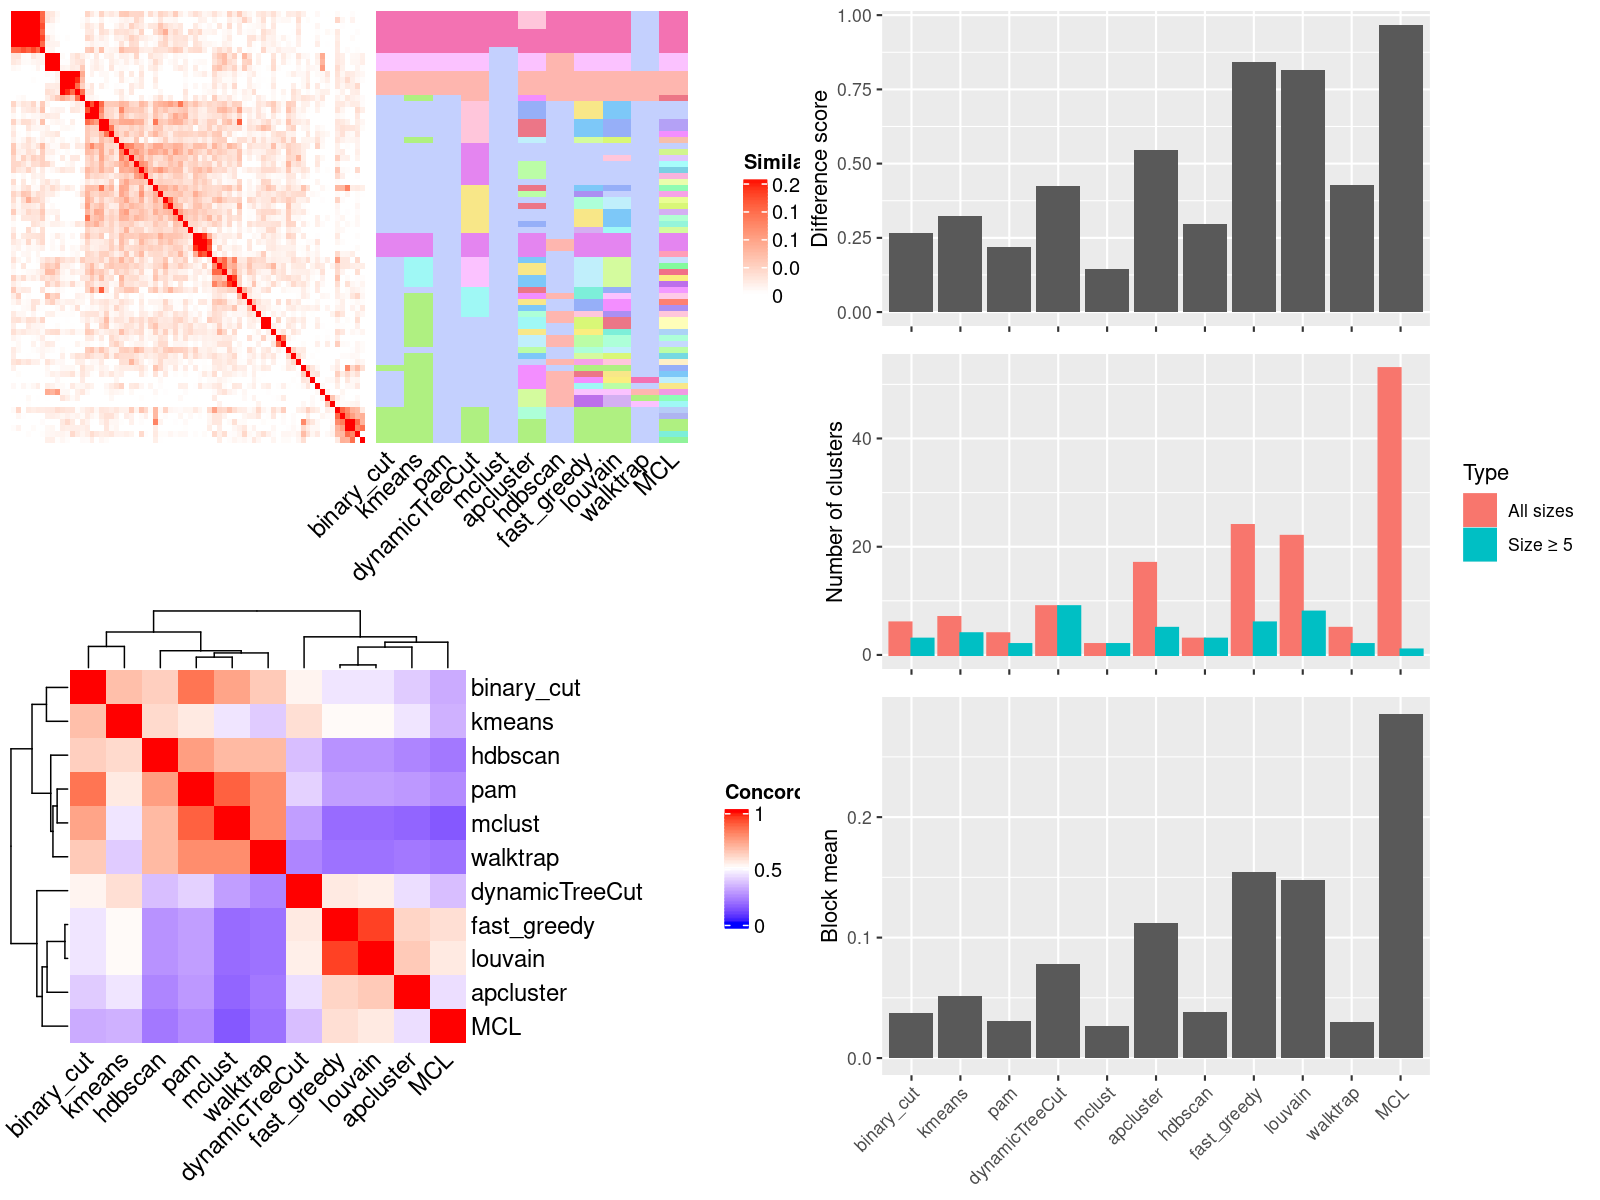 Simila
0.2
0.1
0.1
0.0
0
binary_cut
kmeans
pam
dynamicTreeCut
mclust
apcluster
hdbscan
fast_greedy
louvain
walktrap
MCL
binary_cut
kmeans
hdbscan
pam
mclust
walktrap
dynamicTreeCut
fast_greedy
louvain
apcluster
MCL
binary_cut
kmeans
hdbscan
pam
mclust
walktrap
dynamicTreeCut
fast_greedy
louvain
apcluster
MCL
Concord
1
0.5
0
Difference score
1.00
0.75
0.50
0.25
0.00
Number of clusters
40
20
0
Type
All sizes
Size ≥ 5
Block mean
0.2
0.1
0.0
binary_cut
kmeans
pam
dynamicTreeCut
mclust
apcluster
hdbscan
fast_greedy
louvain
walktrap
MCL